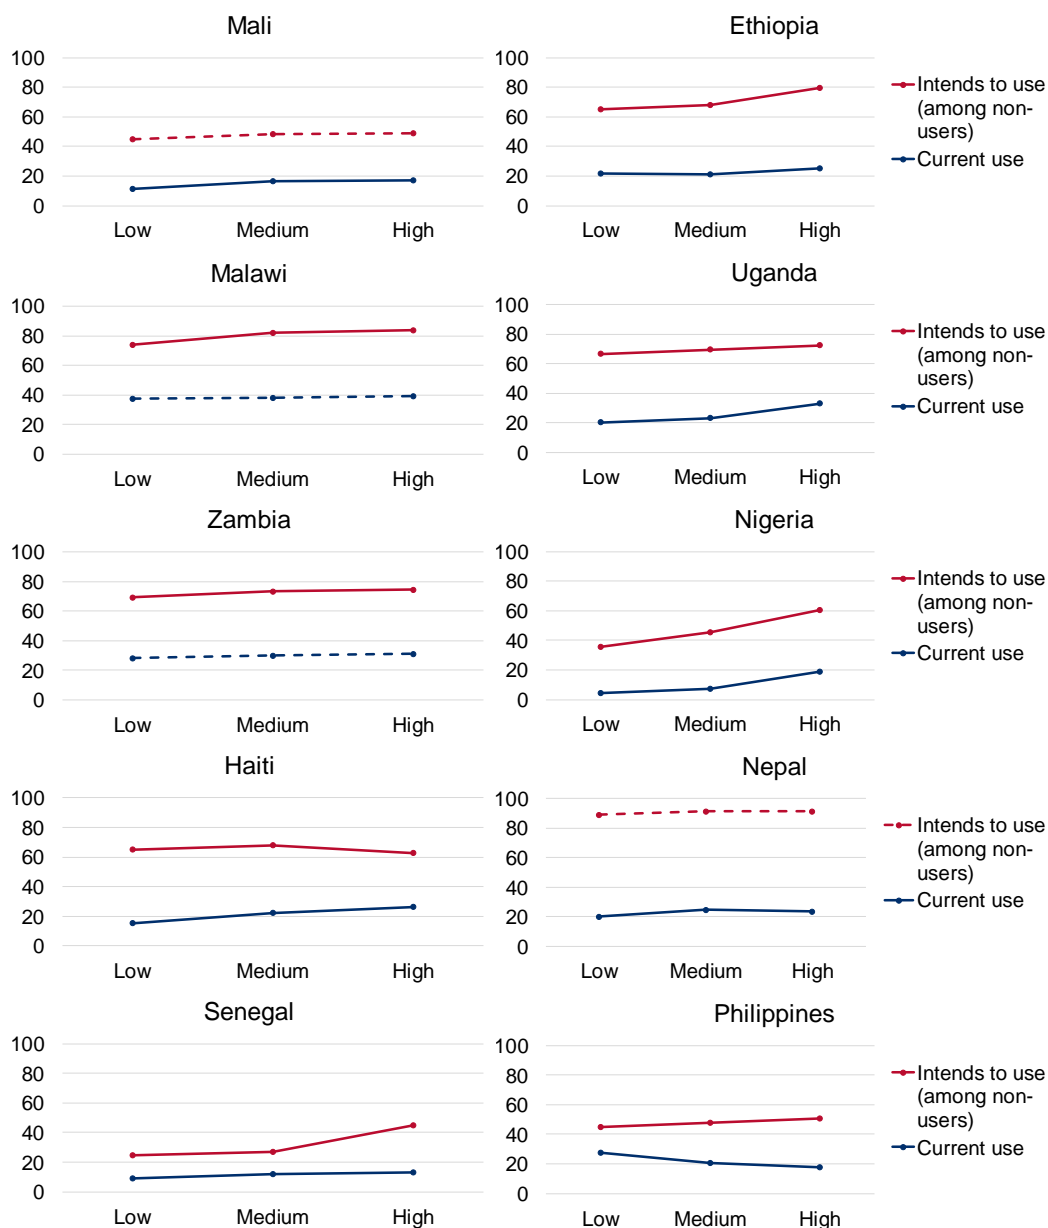 Mali
100
80
60
40
20
0
Low Medium High
Ethiopia
100
80
60
40
20
0
Low Medium High
Intends to use
(among non-
users)
Current use
Malawi
100
80
60
40
20
0
Low Medium High
Uganda
100
80
60
40
20
0
Low Medium High
Intends to use
(among non-
users)
Current use
Zambia
100
80
60
40
20
0
Low Medium High
Nigeria
100
80
60
40
20
0
Low Medium High
Intends to use
(among non-
users)
Current use
Haiti
100
80
60
40
20
0
Low Medium High
Nepal
100
80
60
40
20
0
Low Medium High
Intends to use
(among non-
users)
Current use
Senegal
100
80
60
40
20
0
Low Medium High
Philippines
100
80
60
40
20
0
Low Medium High
Intends to use
(among non-
users)
Current use